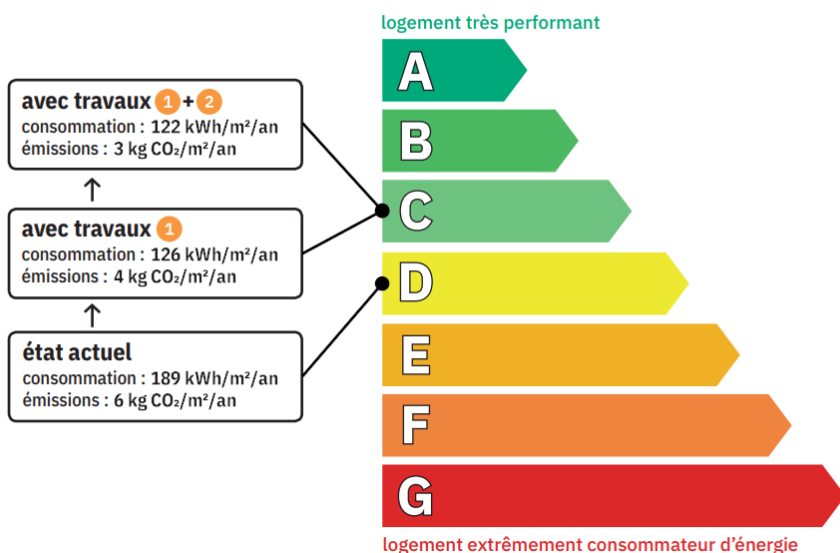 logement très performant
A
B
C
D
E
F
G
logement extrêmement consommateur d'énergie
avec travaux 1 + 2
consommation : 122 kWh/m²/an
émissions : 3 kg CO₂/m²/an
avec travaux 1
consommation : 126 kWh/m²/an
émissions : 4 kg CO₂/m²/an
état actuel
consommation : 189 kWh/m²/an
émissions : 6 kg CO₂/m²/an